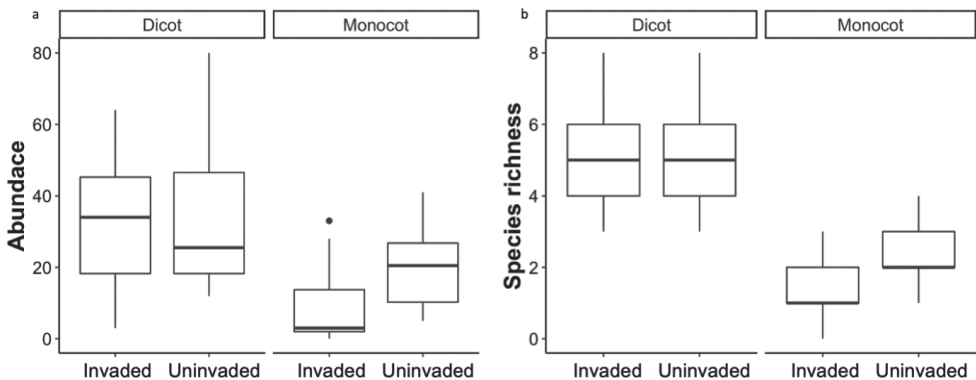 a
Dicot
Monocot
80
60
40
20
0
Abundace
Invaded
Uninvaded
Invaded
Uninvaded
b
Dicot
Monocot
8
6
4
2
0
Species richness
Invaded
Uninvaded
Invaded
Uninvaded